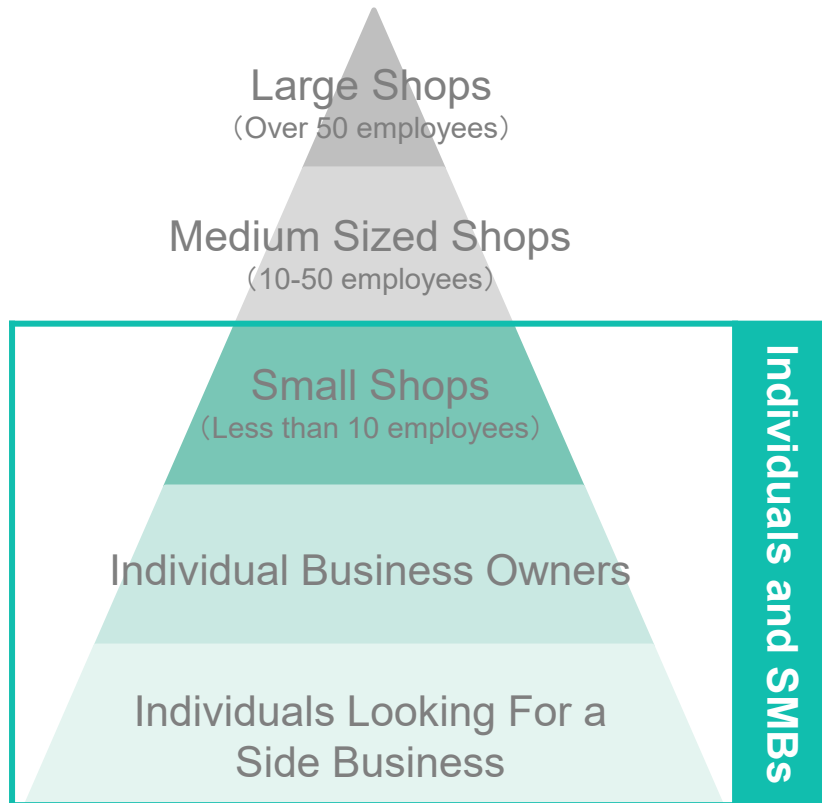 Large Shops
（Over 50 employees）
Medium Sized Shops
（10-50 employees）
Small Shops
（Less than 10 employees）
Individual Business Owners
Individuals Looking For a
Side Business
Individuals and SMBs